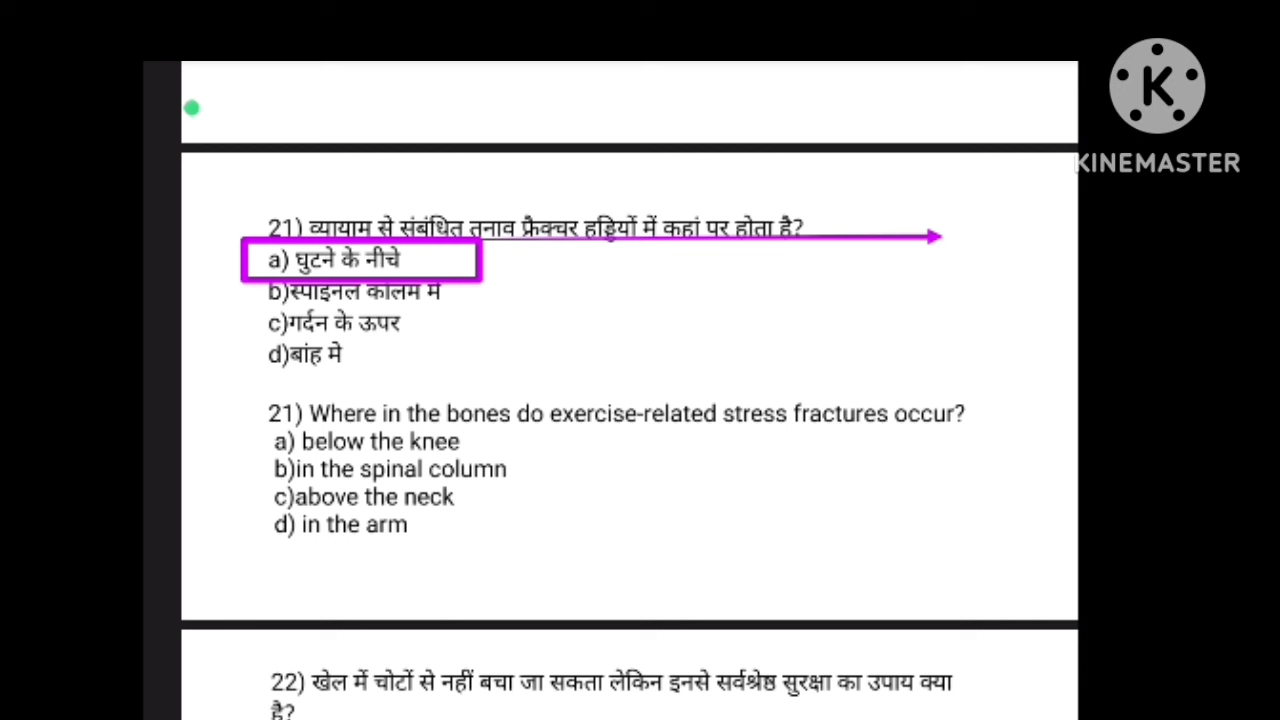 K
KINEMASTER
21) व्यायाम से संबंधित तनाव फ्रैक्चर हड्डियों में कहां पर होता है?
a) घुटने के नीचे
b)स्पाइनल कॉलम में
c)गर्दन के ऊपर
d)बांह मे
21) Where in the bones do exercise-related stress fractures occur?
a) below the knee
b)in the spinal column
c)above the neck
d) in the arm
22) खेल में चोटों से नहीं बचा जा सकता लेकिन इनसे सर्वश्रेष्ठ सुरक्षा का उपाय क्या
है?